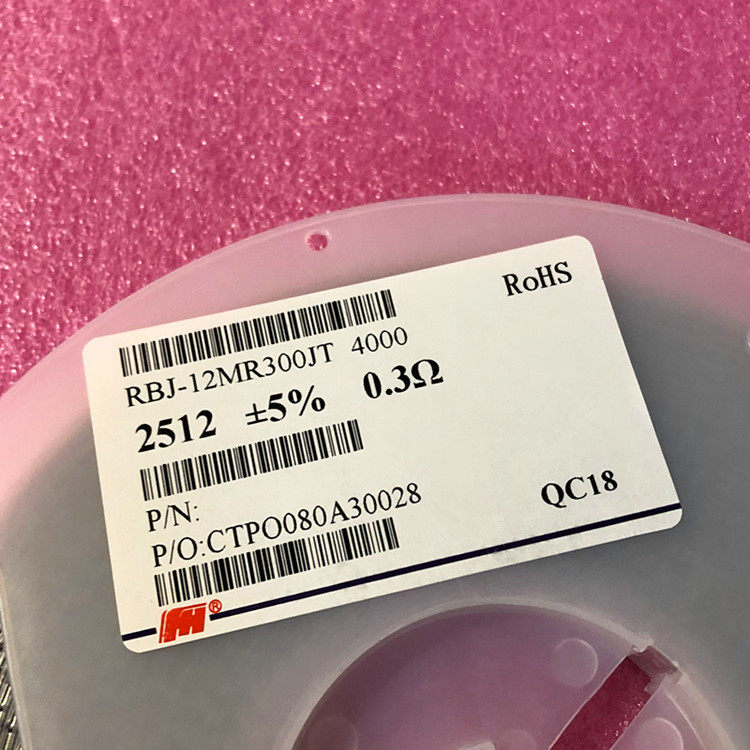 RoHS
RBJ-12MR300JT 4000
2512 ±5% 0.3Ω
P/N:
QC18
P/O:CTPO080A30028
®